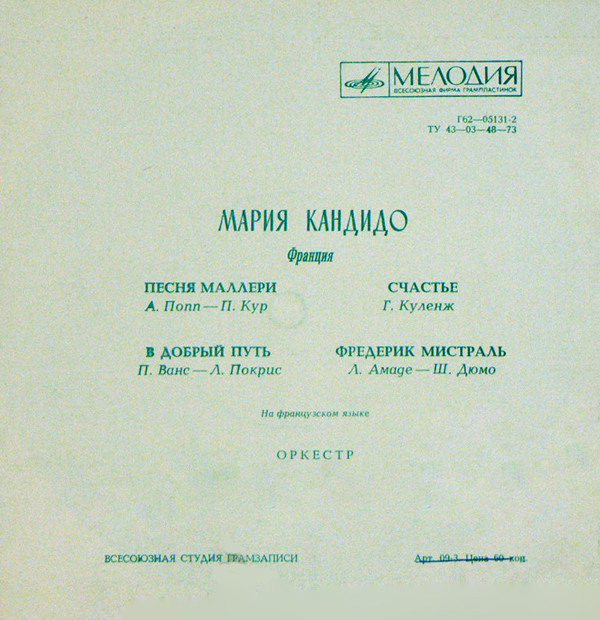 МЕЛОДИЯ
ВСЕСОЮЗНАЯ ФИРМА ГРАМПЛАСТИНОК
Г62—05131-2
ТУ 43—03—48—73
МАРИЯ КАНДИДО
Франция
ПЕСНЯ МАЛЛЕРИ
А. Попп — П. Кур
СЧАСТЬЕ
Г. Куленж
В ДОБРЫЙ ПУТЬ
П. Ванс — Л. Покрис
ФРЕДЕРИК МИСТРАЛЬ
Л. Амаде — Ш. Дюмо
На французском языке
ОРКЕСТР
ВСЕСОЮЗНАЯ СТУДИЯ ГРАМЗАПИСИ
Арт. 09-3. Цена 60 коп.